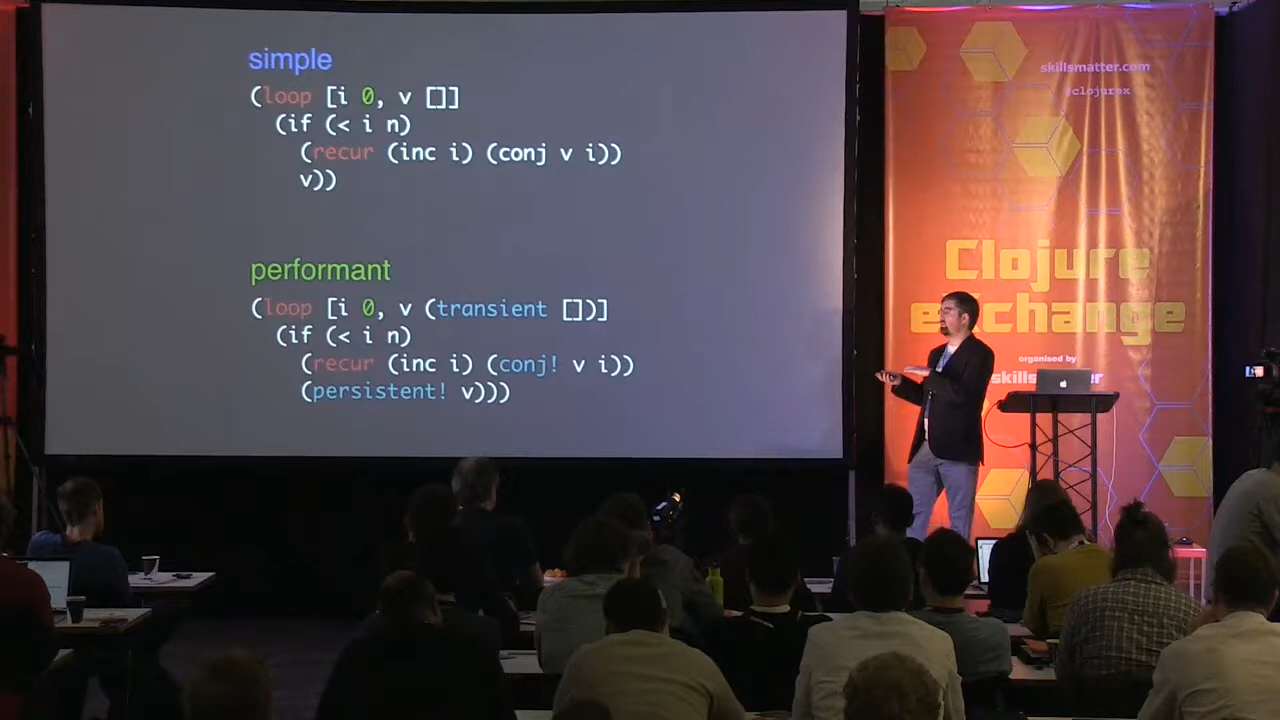 simple
(loop [i 0, v []]
(if (< i n)
(recur (inc i) (conj v i))
v))
performant
(loop [i 0, v (transient [])]
(if (< i n)
(recur (inc i) (conj! v i))
(persistent! v)))
skillsmatter.com
#clojurex
Clojure
eXchange
organised by